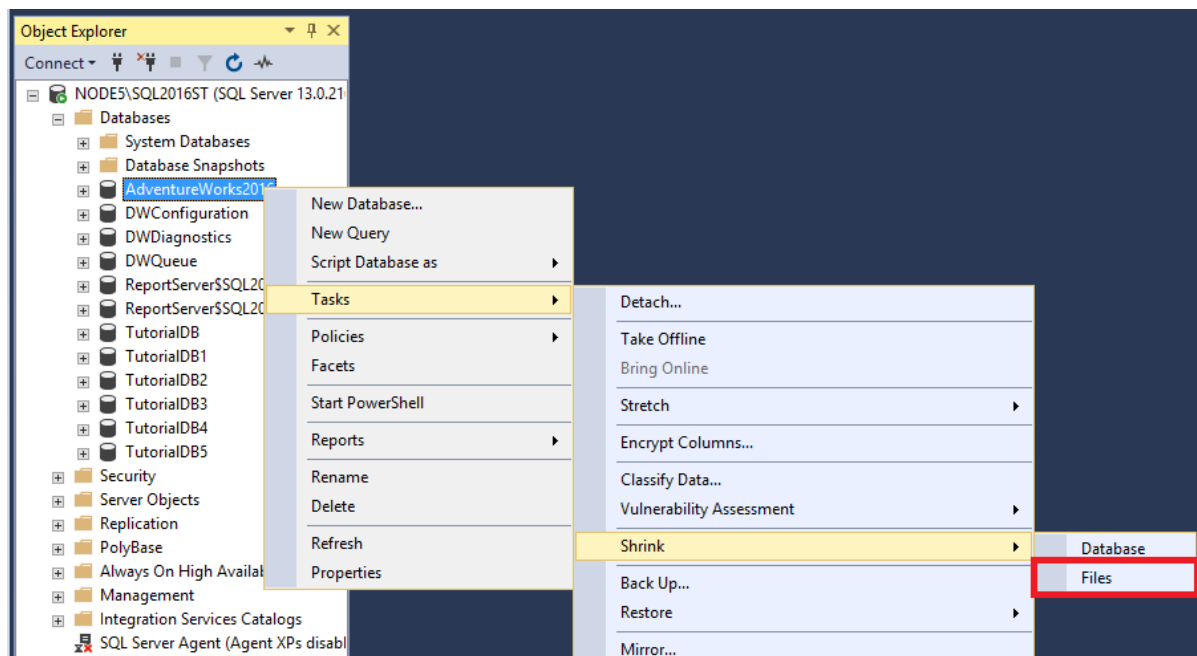 Object Explorer
Connect
NODE5\SQL2016ST (SQL Server 13.0.21
Databases
System Databases
Database Snapshots
AdventureWorks2016
DWConfiguration
DWDiagnostics
DWQueue
ReportServer$SQL20
ReportServer$SQL20
TutorialDB
TutorialDB1
TutorialDB2
TutorialDB3
TutorialDB4
TutorialDB5
Security
Server Objects
Replication
PolyBase
Always On High Availab
Management
Integration Services Catalogs
SQL Server Agent (Agent XPs disabl
New Database...
New Query
Script Database as
Tasks
Policies
Facets
Start PowerShell
Reports
Rename
Delete
Refresh
Properties
Detach...
Take Offline
Bring Online
Stretch
Encrypt Columns...
Classify Data...
Vulnerability Assessment
Shrink
Back Up...
Restore
Mirror...
Database
Files